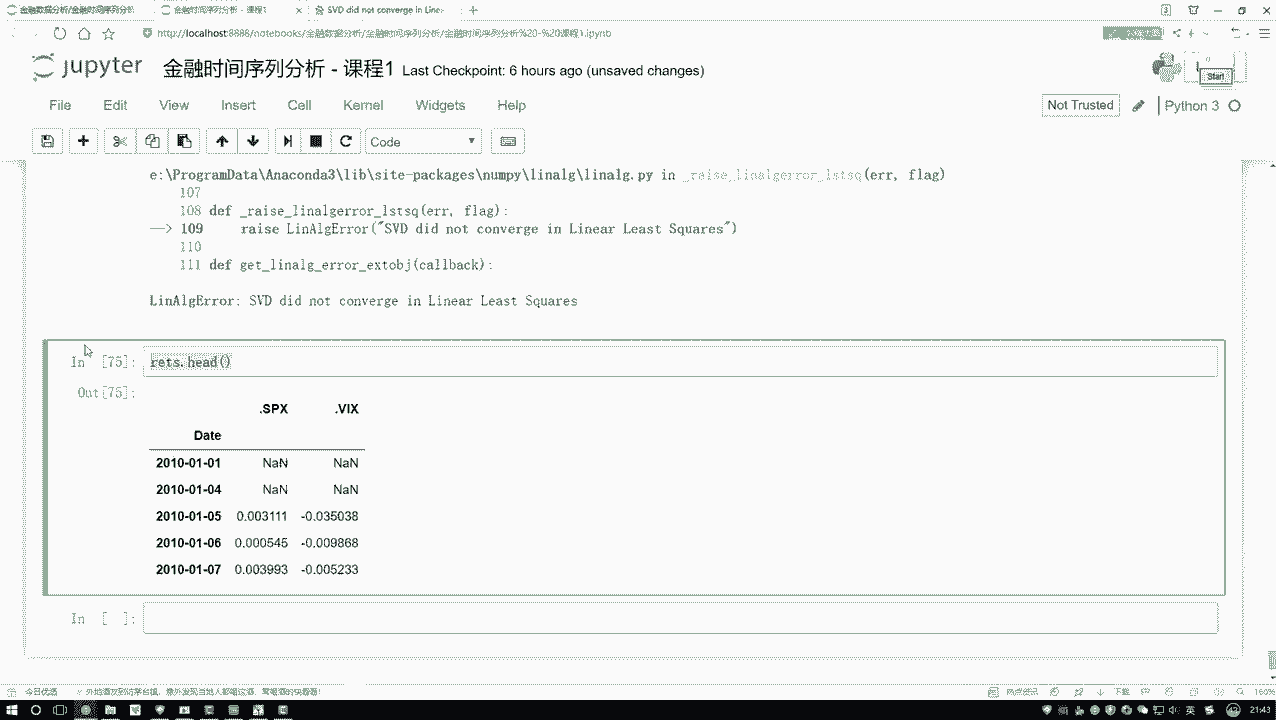 金融数据分析/金融时间序列分析
金融时间序列分析 - 课程1
SVD did not converge in Line
http://localhost:8888/notebooks/金融数据分析/金融时间序列分析/金融时间序列分析%20-%20课程1.ipynb
jupyter 金融时间序列分析 - 课程1 Last Checkpoint: 6 hours ago (unsaved changes)
Start
File Edit View Insert Cell Kernel Widgets Help
Not Trusted Python 3
Code
e:\ProgramData\Anaconda3\lib\site-packages\numpy\linalg\linalg.py in _raise_linalgerror_lstsq(err, flag)
107
108 def _raise_linalgerror_lstsq(err, flag):
--> 109 raise LinAlgError("SVD did not converge in Linear Least Squares")
110
111 def get_linalg_error_extobj(callback):
LinAlgError: SVD did not converge in Linear Least Squares
In [75]: rets.head()
Out[75]:
.SPX .VIX
Date
2010-01-01 NaN NaN
2010-01-04 NaN NaN
2010-01-05 0.003111 -0.035038
2010-01-06 0.000545 -0.009868
2010-01-07 0.003993 -0.005233
In [ ]:
今日优选
下载
160%
英
21:43